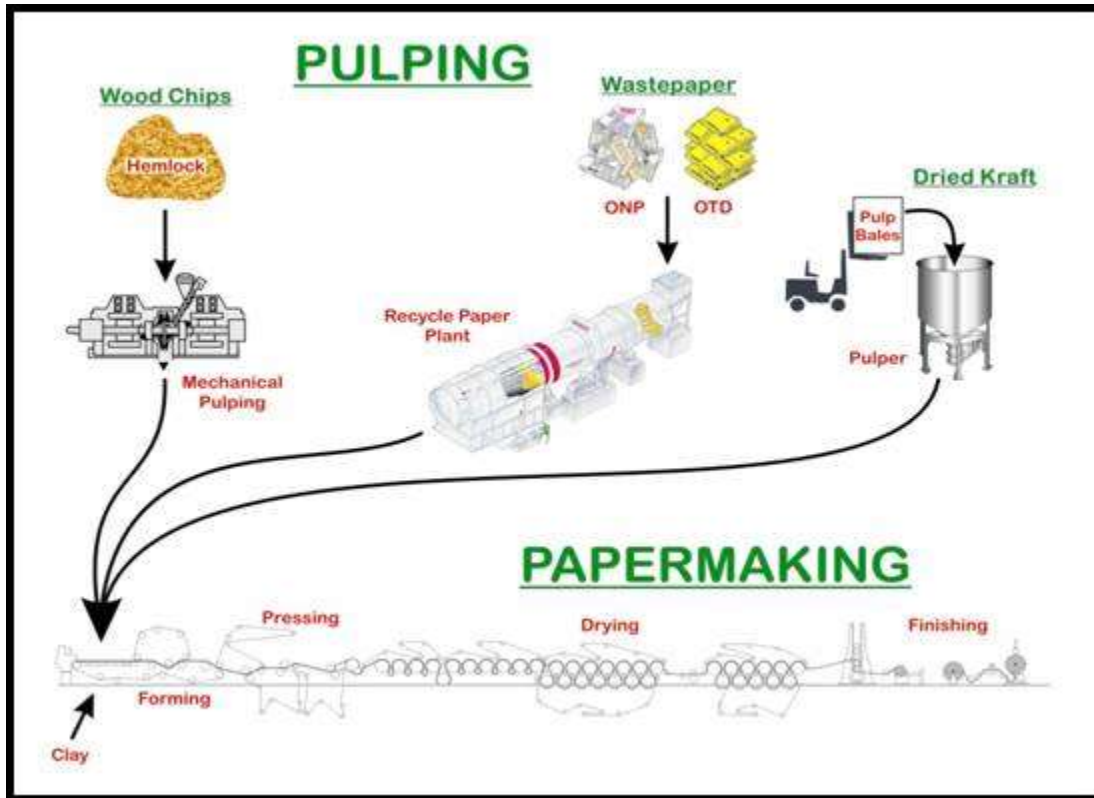 PULPING
Wood Chips
Hemlock
Wastepaper
ONP
OTD
Dried Kraft
Pulp
Bales
Recycle Paper
Plant
Pulper
Mechanical
Pulping
PAPERMAKING
Pressing
Drying
Finishing
Forming
Clay